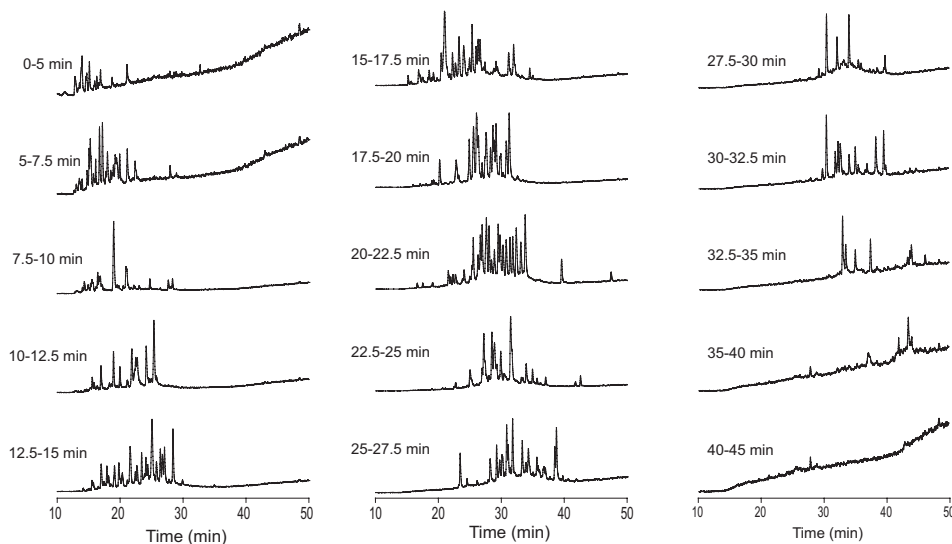 0-5 min
5-7.5 min
7.5-10 min
10-12.5 min
12.5-15 min
10 20 30 40 50
Time (min)
15-17.5 min
17.5-20 min
20-22.5 min
22.5-25 min
25-27.5 min
10 20 30 40 50
Time (min)
27.5-30 min
30-32.5 min
32.5-35 min
35-40 min
40-45 min
10 20 30 40 50
Time (min)